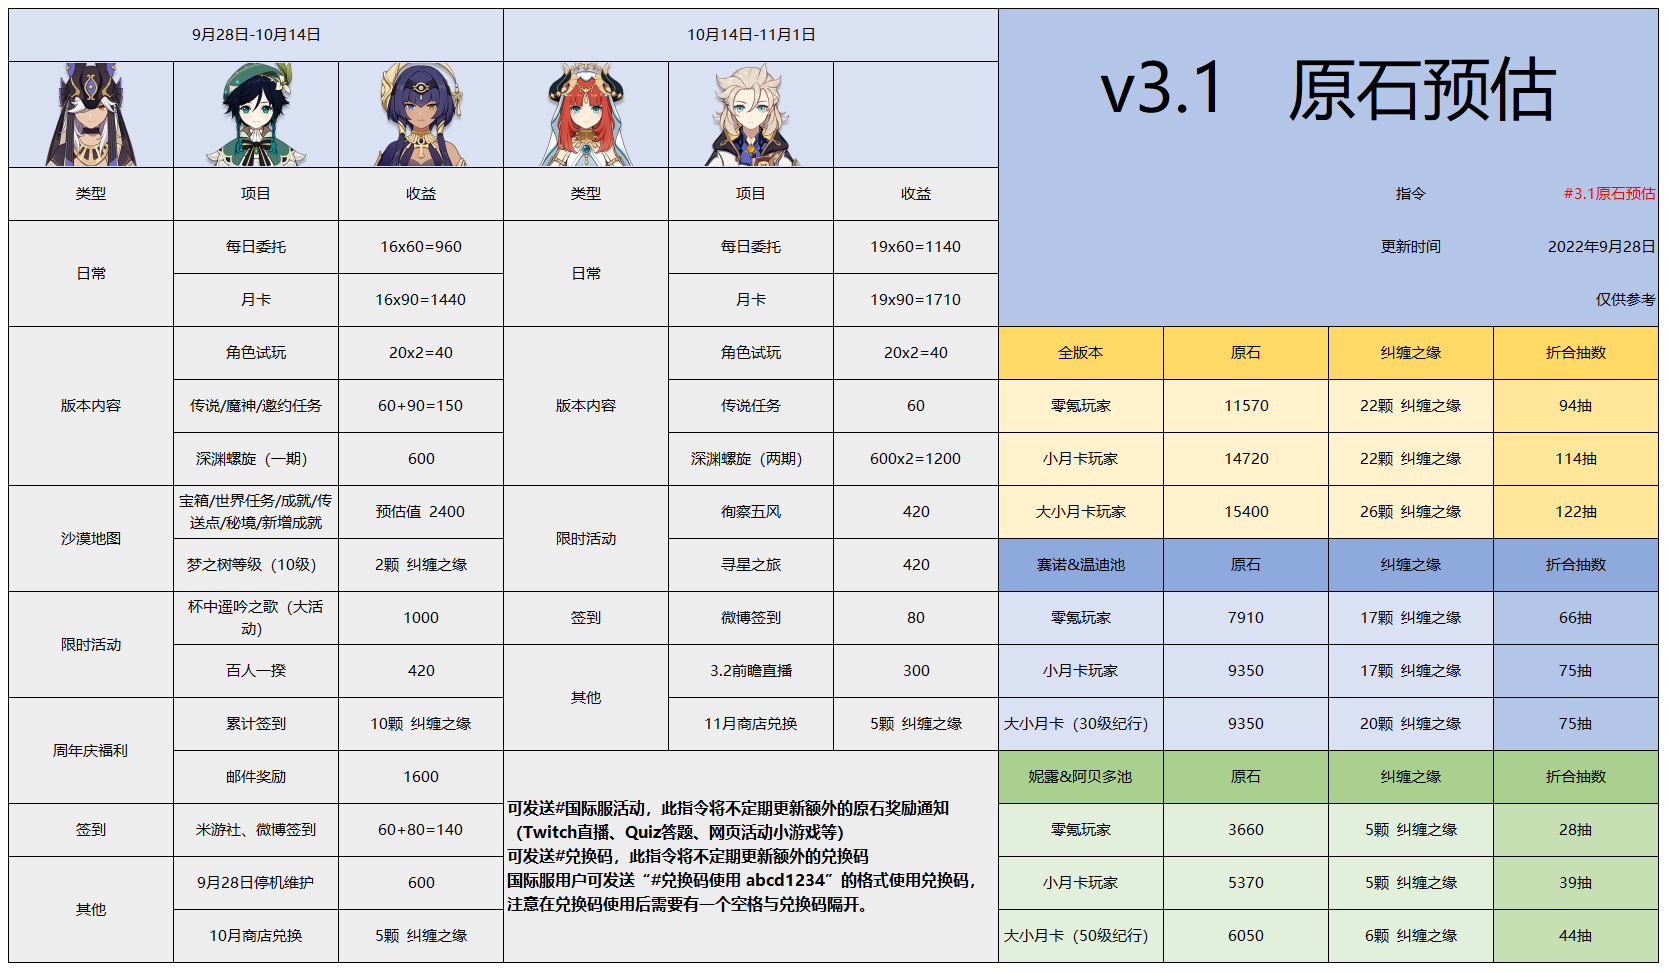 9月28日-10月14日
10月14日-11月1日
v3.1 原石预估
类型 项目 收益 类型 项目 收益
指令 #3.1原石预估
日常 每日委托 16x60=960 日常 每日委托 19x60=1140
更新时间 2022年9月28日
月卡 16x90=1440 月卡 19x90=1710
仅供参考
版本内容 角色试玩 20x2=40 版本内容 角色试玩 20x2=40 全版本 原石 纠缠之缘 折合抽数
传说/魔神/邀约任务 60+90=150 传说任务 60 零氪玩家 11570 22颗 纠缠之缘 94抽
深渊螺旋（一期） 600 深渊螺旋（两期） 600x2=1200 小月卡玩家 14720 22颗 纠缠之缘 114抽
沙漠地图 宝箱/世界任务/成就/传
送点/秘境/新增成就 预估值 2400 限时活动 徇察五风 420 大小月卡玩家 15400 26颗 纠缠之缘 122抽
梦之树等级（10级） 2颗 纠缠之缘 寻星之旅 420 赛诺&温迪池 原石 纠缠之缘 折合抽数
限时活动 杯中遥吟之歌（大活
动） 1000 签到 微博签到 80 零氪玩家 7910 17颗 纠缠之缘 66抽
百人一揆 420 其他 3.2前瞻直播 300 小月卡玩家 9350 17颗 纠缠之缘 75抽
周年庆福利 累计签到 10颗 纠缠之缘 11月商店兑换 5颗 纠缠之缘 大小月卡（30级纪行） 9350 20颗 纠缠之缘 75抽
邮件奖励 1600 妮露&阿贝多池 原石 纠缠之缘 折合抽数
签到 米游社、微博签到 60+80=140 零氪玩家 3660 5颗 纠缠之缘 28抽
其他 9月28日停机维护 600 小月卡玩家 5370 5颗 纠缠之缘 39抽
10月商店兑换 5颗 纠缠之缘 大小月卡（50级纪行） 6050 6颗 纠缠之缘 44抽
可发送#国际服活动，此指令将不定期更新额外的原石奖励通知
（Twitch直播、Quiz答题、网页活动小游戏等）
可发送#兑换码，此指令将不定期更新额外的兑换码
国际服用户可发送“#兑换码使用 abcd1234”的格式使用兑换码，
注意在兑换码使用后需要有一个空格与兑换码隔开。